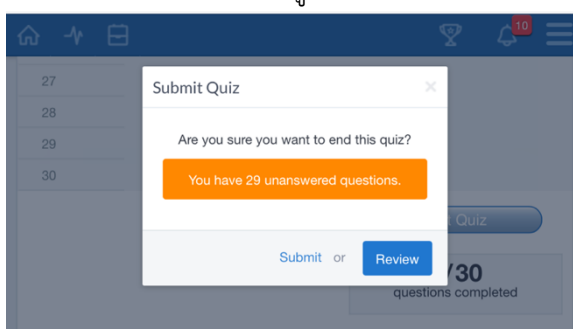 10
27
28
29
30
Submit Quiz
×
Are you sure you want to end this quiz?
You have 29 unanswered questions.
Submit or Review
Quiz
/30
questions completed